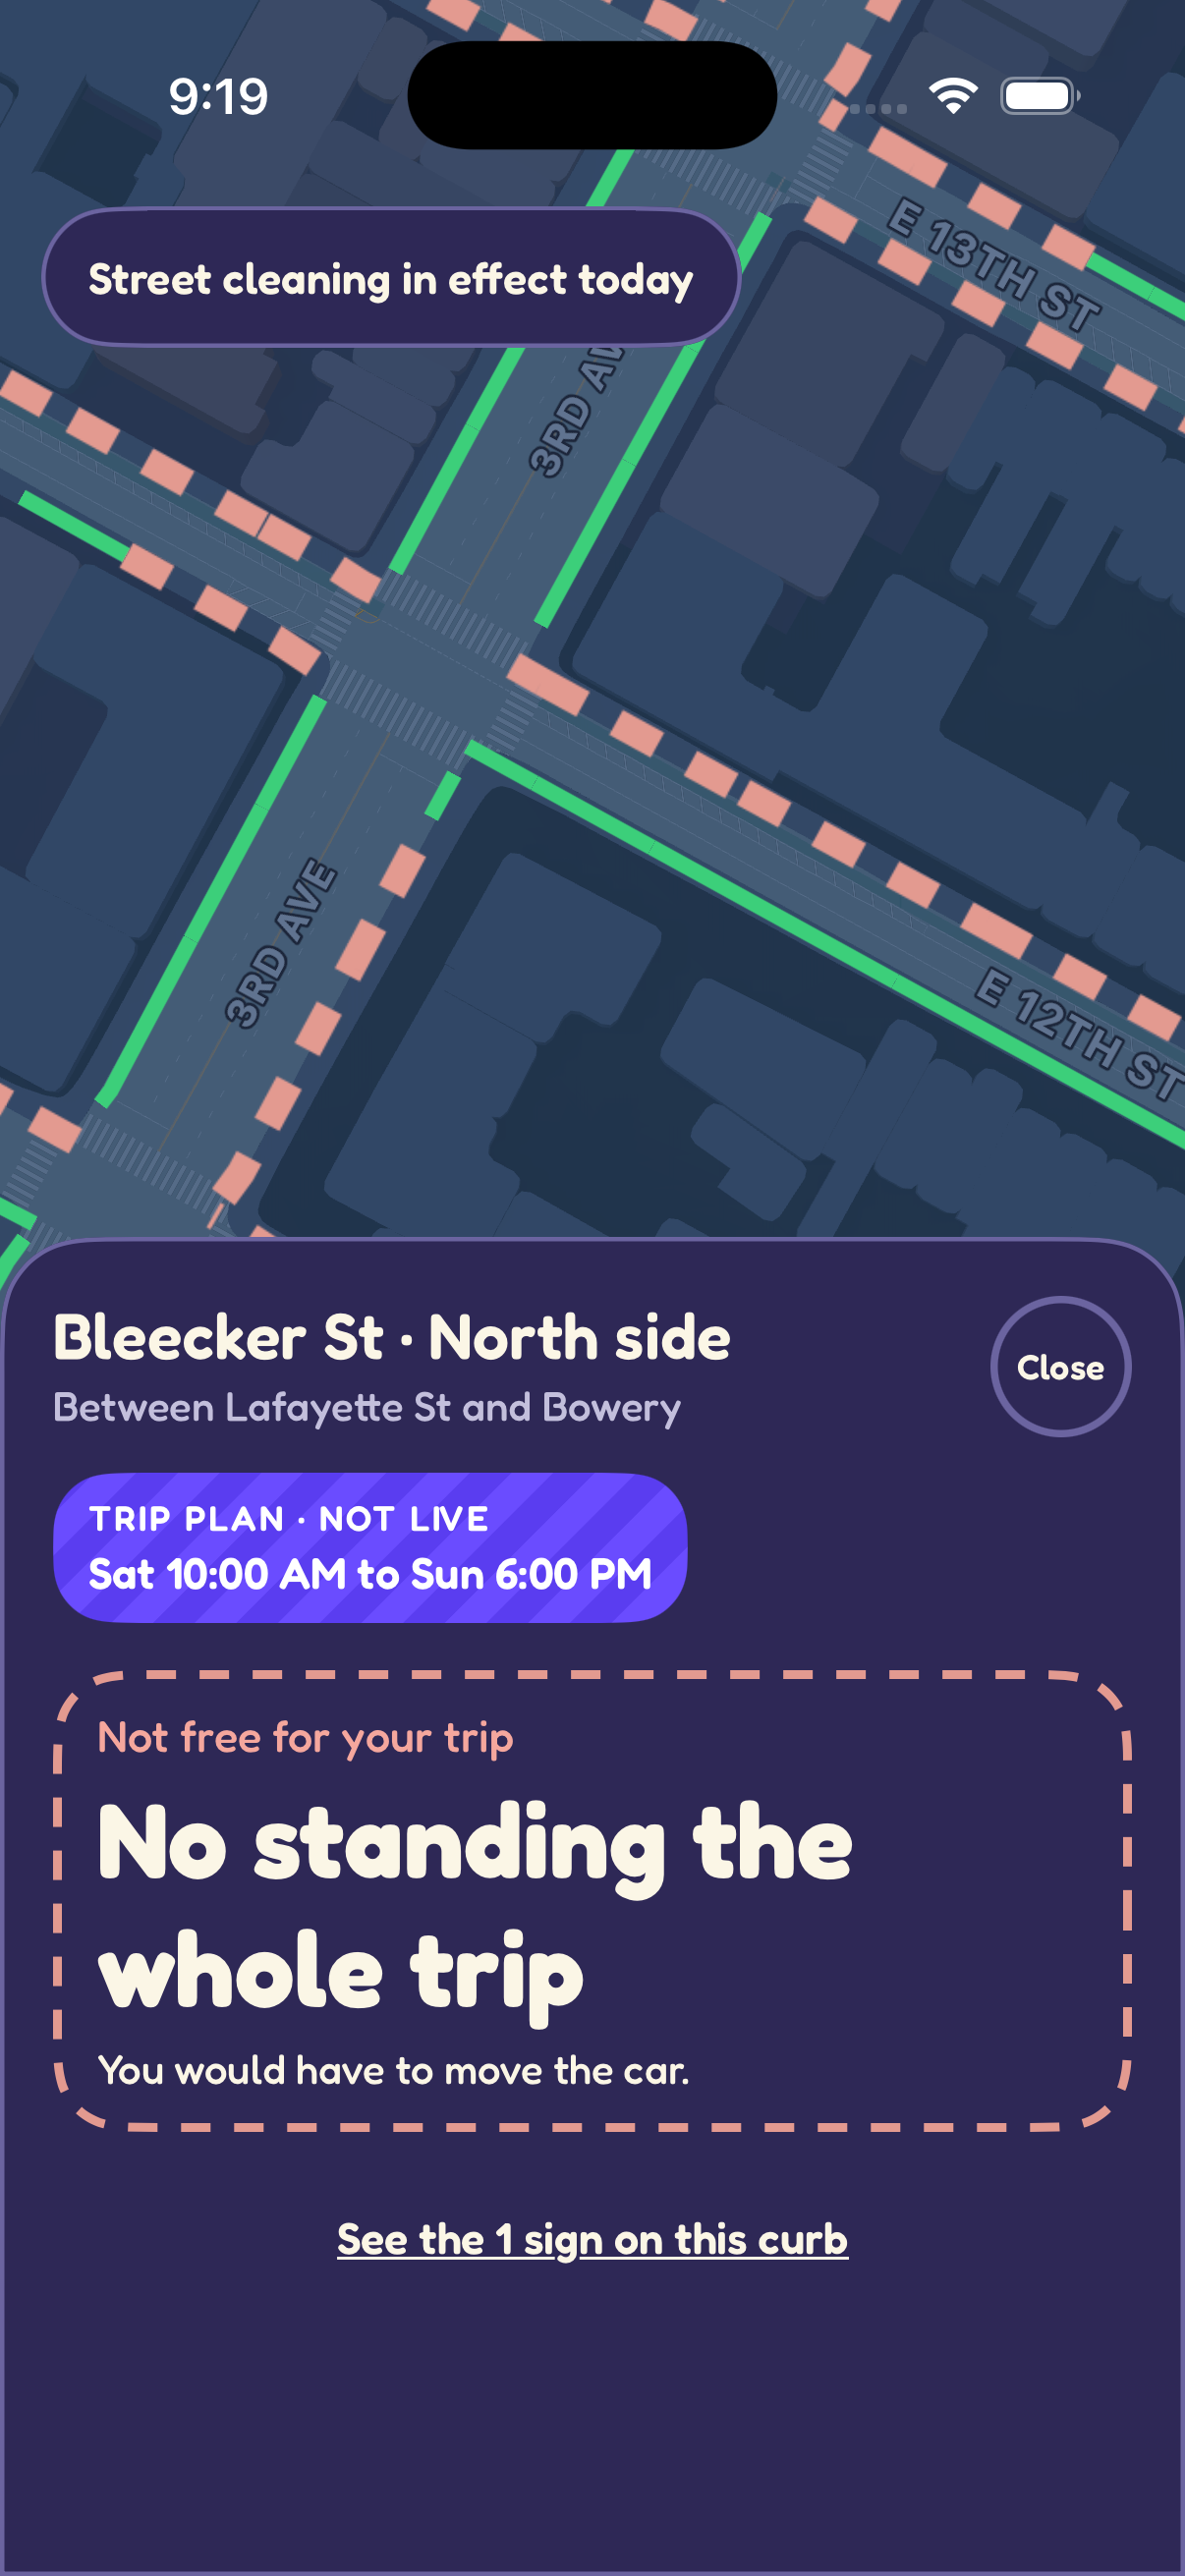 9:19
E 13TH ST
Street cleaning in effect today
3RD AV
3RD AVE
E 12TH ST
Bleecker St · North side
Close
Between Lafayette St and Bowery
TRIP PLAN · NOT LIVE
Sat 10:00 AM to Sun 6:00 PM
Not free for your trip
No standing the
whole trip
You would have to move the car.
See the 1 sign on this curb